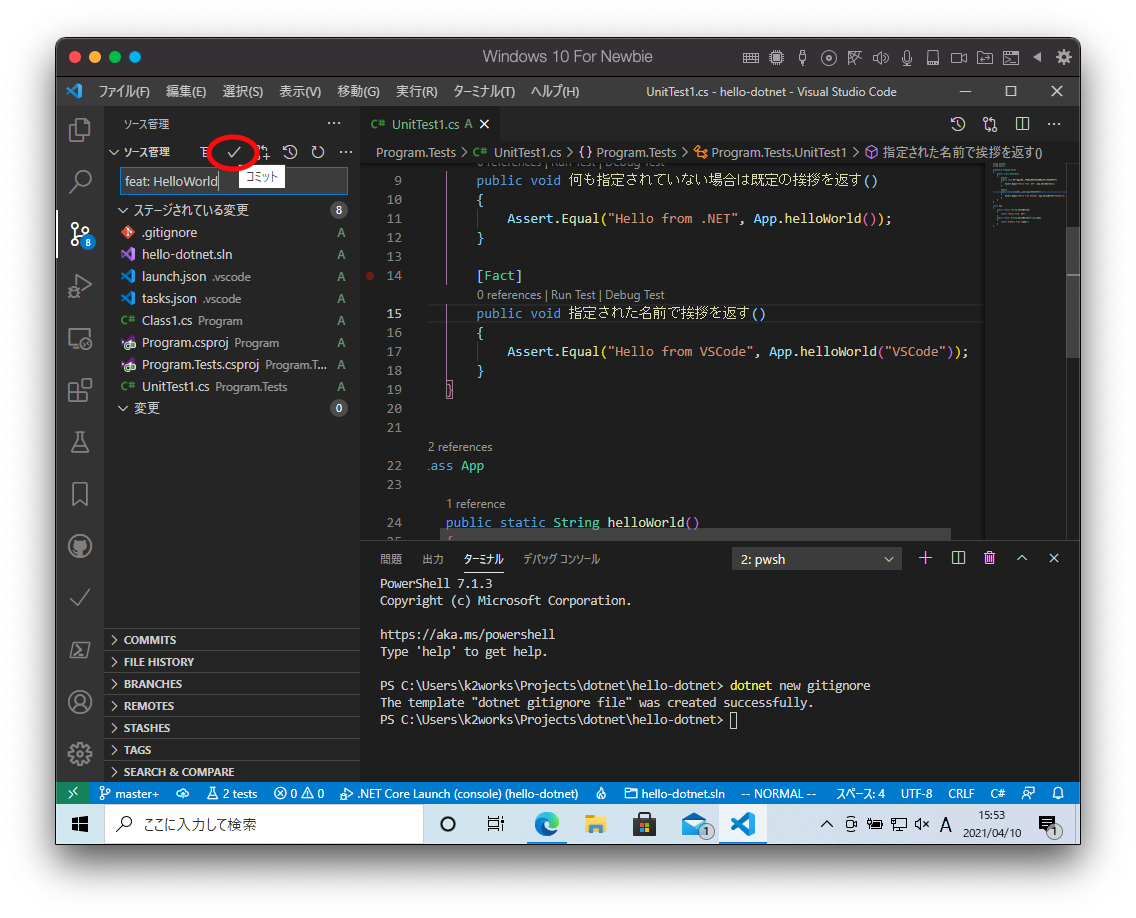 Windows 10 For Newbie
ファイル(F) 編集(E) 選択(S) 表示(V) 移動(G) 実行(R) ターミナル(T) ヘルプ(H) UnitTest1.cs - hello-dotnet - Visual Studio Code
ソース管理
ソース管理
コミット
feat: HelloWorld
ステージされている変更 8
.gitignore A
hello-dotnet.sln A
launch.json .vscode A
tasks.json .vscode A
Class1.cs Program A
Program.csproj Program A
Program.Tests.csproj Program.T... A
UnitTest1.cs Program.Tests A
変更 0
8
COMMITS
FILE HISTORY
BRANCHES
REMOTES
STASHES
TAGS
SEARCH & COMPARE
C# UnitTest1.cs A
Program.Tests > C# UnitTest1.cs > {} Program.Tests > Program.Tests.UnitTest1 > 指定された名前で挨拶を返す()
0 references | Run Test | Debug Test
9 public void 何も指定されていない場合は既定の挨拶を返す()
10 {
11 Assert.Equal("Hello from .NET", App.helloWorld());
12 }
13
14 [Fact]
0 references | Run Test | Debug Test
15 public void 指定された名前で挨拶を返す()
16 {
17 Assert.Equal("Hello from VSCode", App.helloWorld("VSCode"));
18 }
19 }
20
21
2 references
22 .ass App
23
1 reference
24 public static String helloWorld()
25 {
問題 出力 ターミナル デバッグ コンソール 2: pwsh
PowerShell 7.1.3
Copyright (c) Microsoft Corporation.
https://aka.ms/powershell
Type 'help' to get help.
PS C:\Users\k2works\Projects\dotnet\hello-dotnet> dotnet new gitignore
The template "dotnet gitignore file" was created successfully.
PS C:\Users\k2works\Projects\dotnet\hello-dotnet>
master+ 2 tests 0 0 .NET Core Launch (console) (hello-dotnet) hello-dotnet.sln -- NORMAL -- スペース: 4 UTF-8 CRLF C#
ここに入力して検索 1 A 15:53
2021/04/10 1